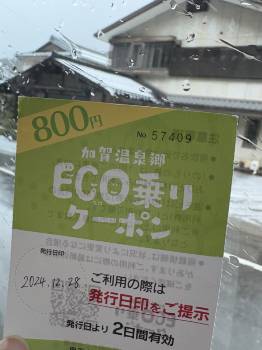 800円
No 57409
加賀温泉郷
ECO乗り
クーポン
発行日印
2024.12.28
ご利用の際は
発行日印をご提示
発行日より 2日間有効